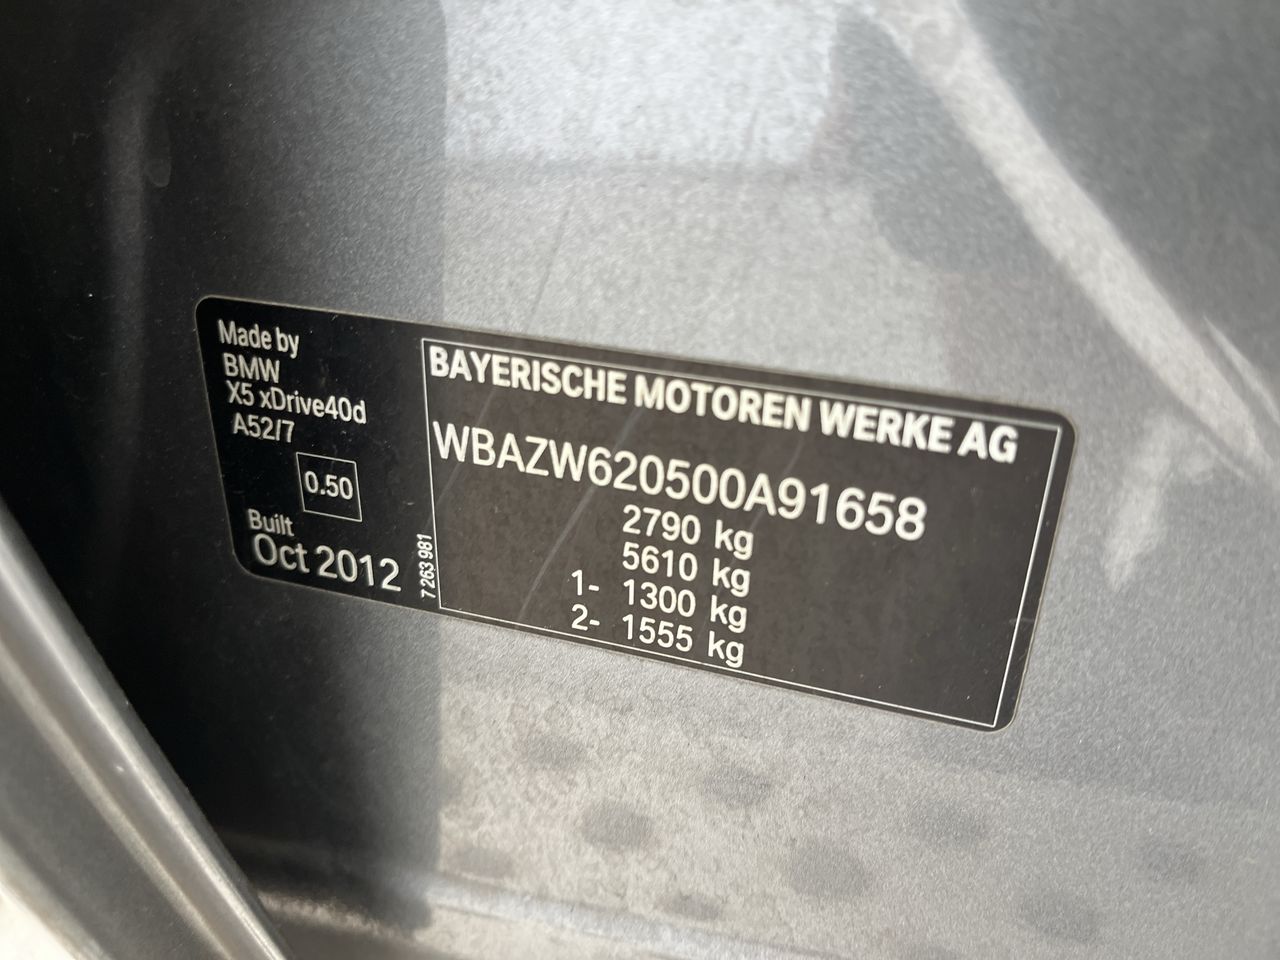 Made by
BMW
X5 xDrive40d
A52/7
0.50
Built
Oct 2012
7 263 981
BAYERISCHE MOTOREN WERKE AG
WBAZW620500A91658
2790 kg
5610 kg
1- 1300 kg
2- 1555 kg